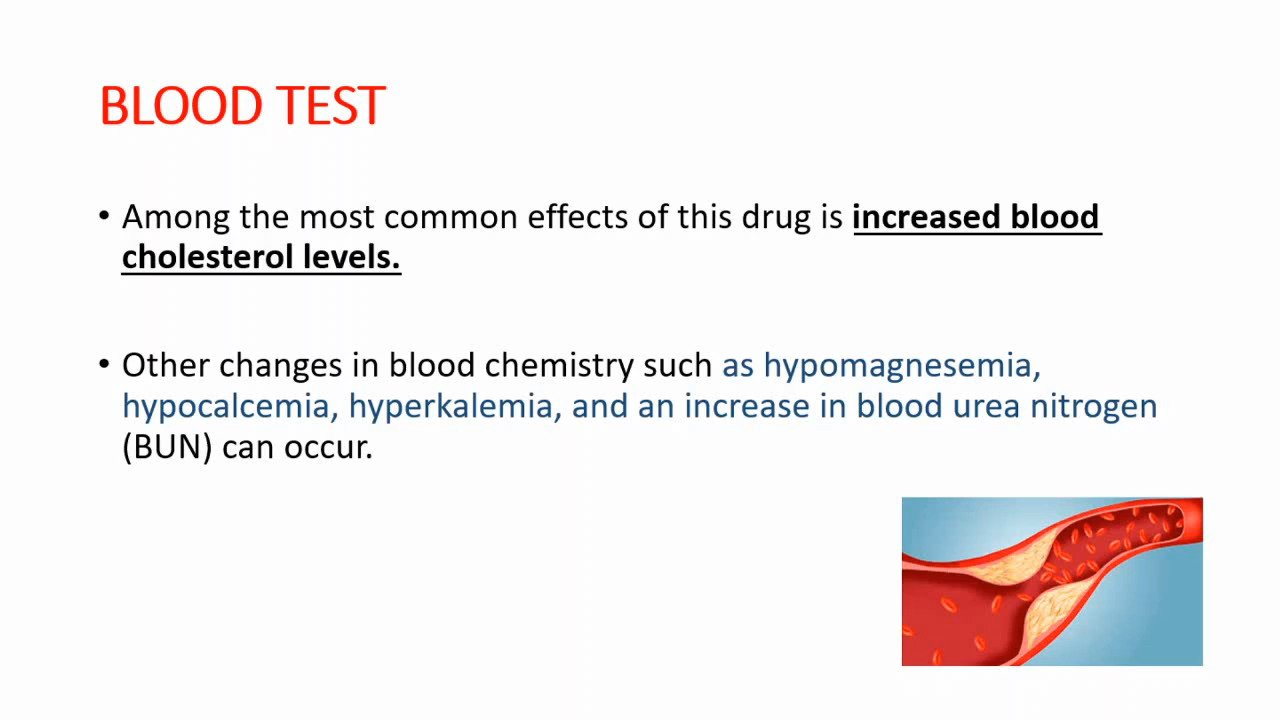 BLOOD TEST
• Among the most common effects of this drug is increased blood
cholesterol levels.
• Other changes in blood chemistry such as hypomagnesemia,
hypocalcemia, hyperkalemia, and an increase in blood urea nitrogen
(BUN) can occur.